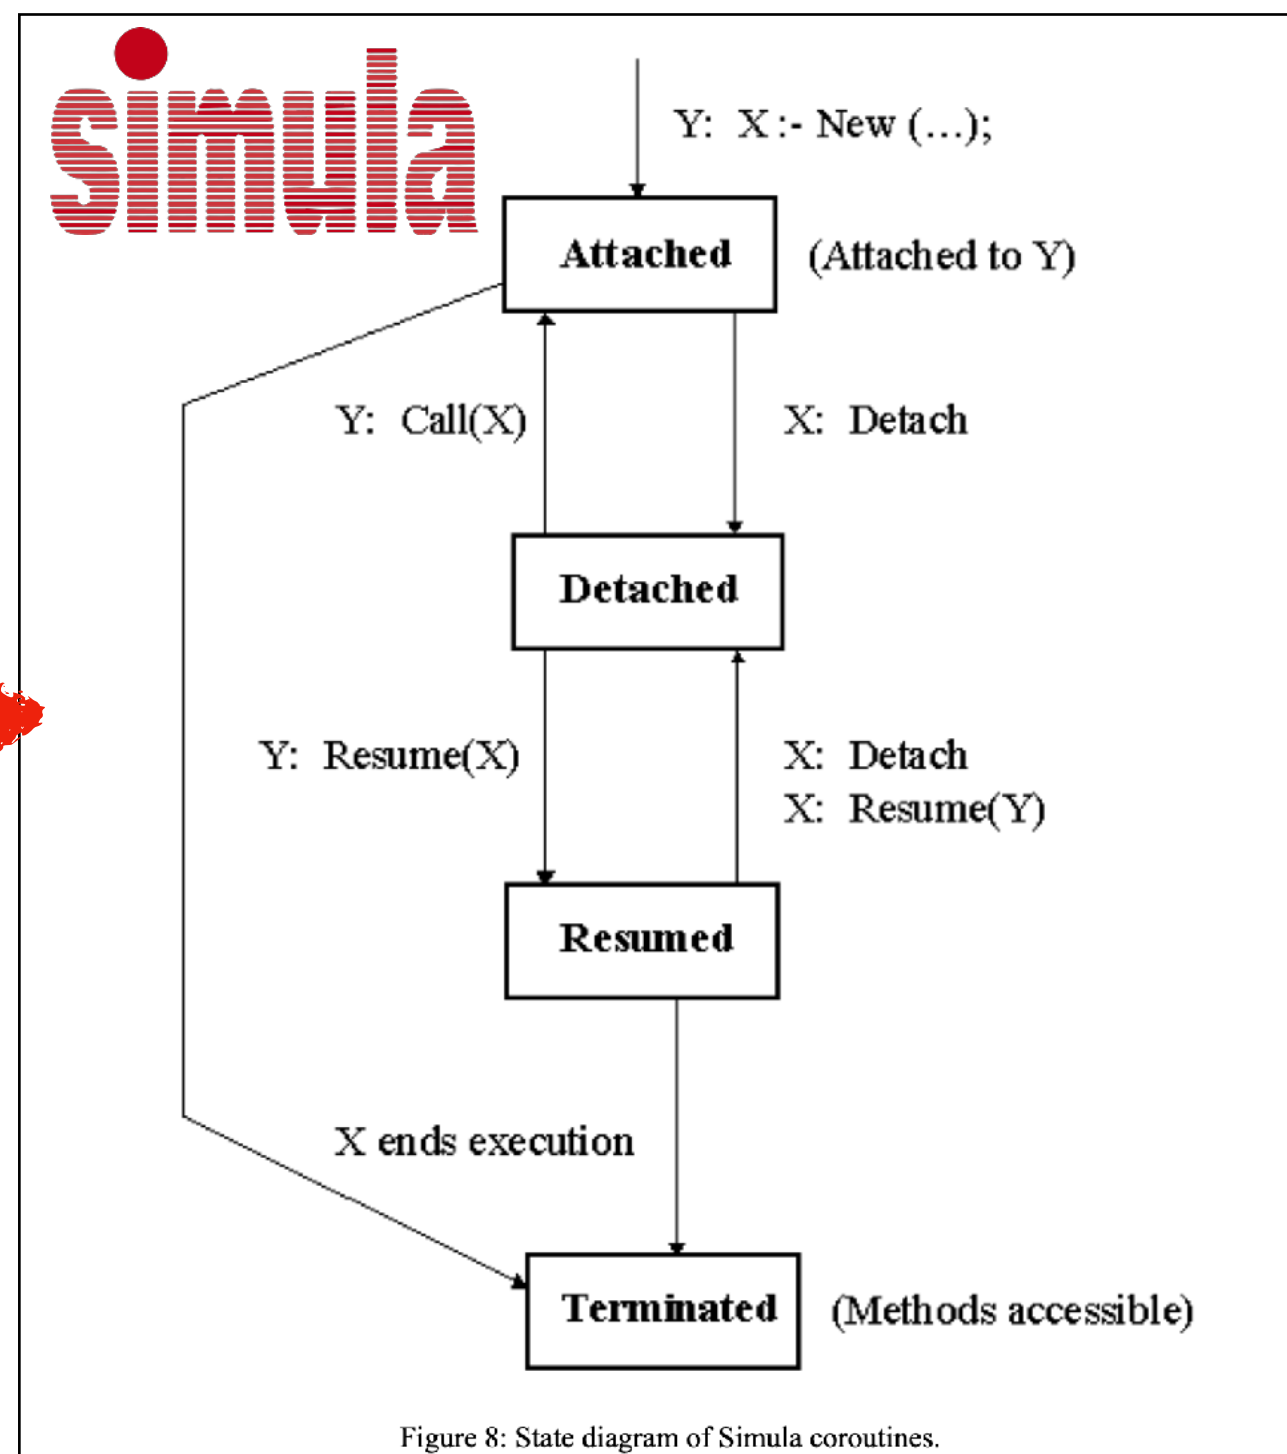 simula
Y: X :- New (...);
Attached
(Attached to Y)
Y: Call(X)
X: Detach
Detached
Y: Resume(X)
X: Detach
X: Resume(Y)
Resumed
X ends execution
Terminated
(Methods accessible)
Figure 8: State diagram of Simula coroutines.